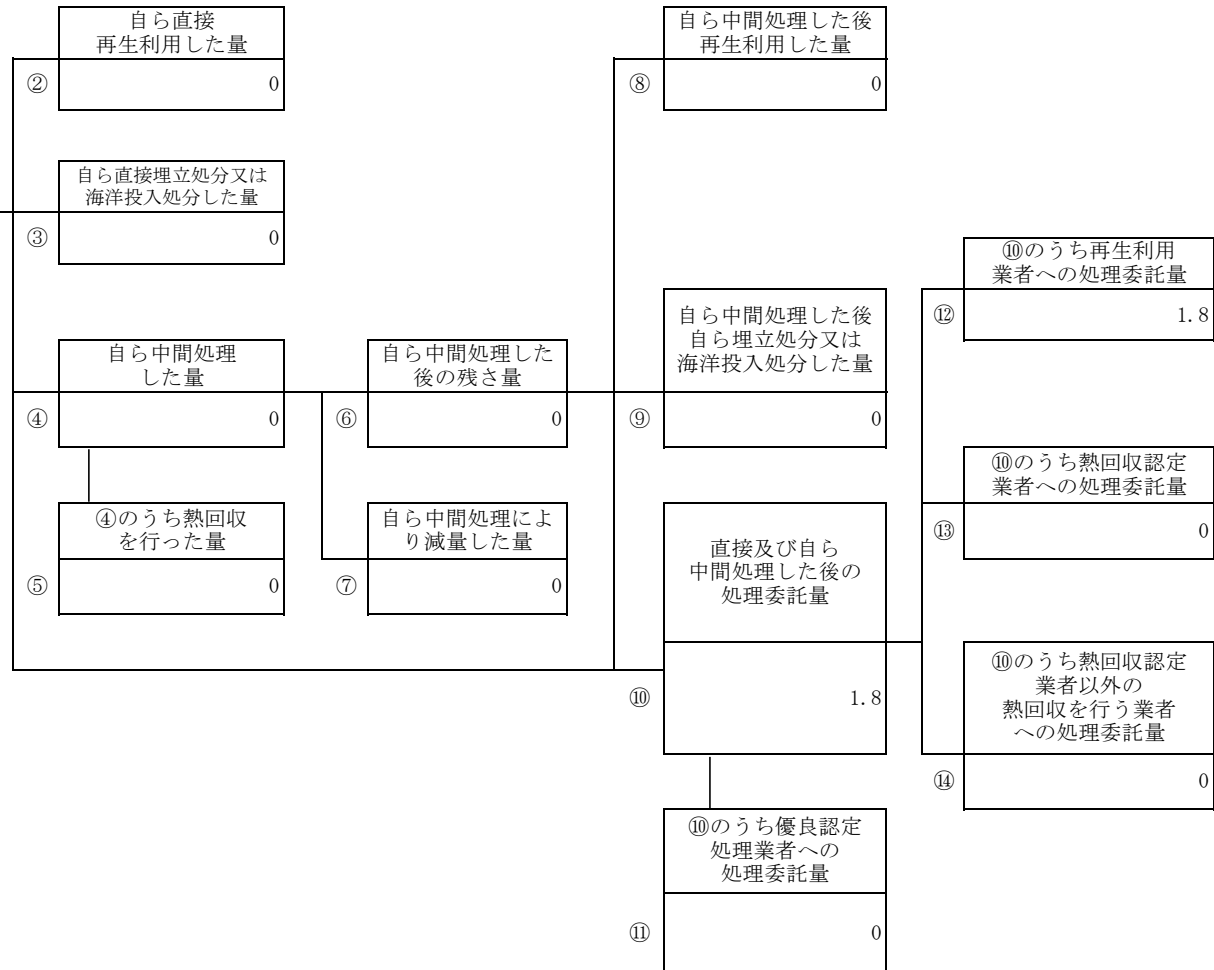 自ら直接
再生利用した量
② 0
自ら直接埋立処分又は
海洋投入処分した量
③ 0
自ら中間処理
した量
④ 0
④のうち熱回収
を行った量
⑤ 0
自ら中間処理した
後の残さ量
⑥ 0
自ら中間処理によ
り減量した量
⑦ 0
自ら中間処理した後
再生利用した量
⑧ 0
自ら中間処理した後
自ら埋立処分又は
海洋投入処分した量
⑨ 0
直接及び自ら
中間処理した後の
処理委託量
⑩ 1.8
⑩のうち優良認定
処理業者への
処理委託量
⑪ 0
⑩のうち再生利用
業者への処理委託量
⑫ 1.8
⑩のうち熱回収認定
業者への処理委託量
⑬ 0
⑩のうち熱回収認定
業者以外の
熱回収を行う業者
への処理委託量
⑭ 0